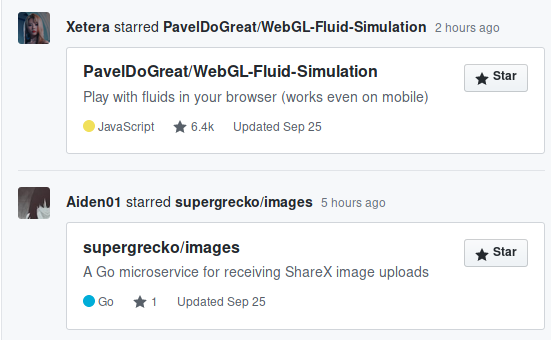 Xetera starred PavelDoGreat/WebGL-Fluid-Simulation 2 hours ago
PavelDoGreat/WebGL-Fluid-Simulation
Star
Play with fluids in your browser (works even on mobile)
JavaScript 6.4k Updated Sep 25
Aiden01 starred supergrecko/images 5 hours ago
supergrecko/images
Star
A Go microservice for receiving ShareX image uploads
Go 1 Updated Sep 25